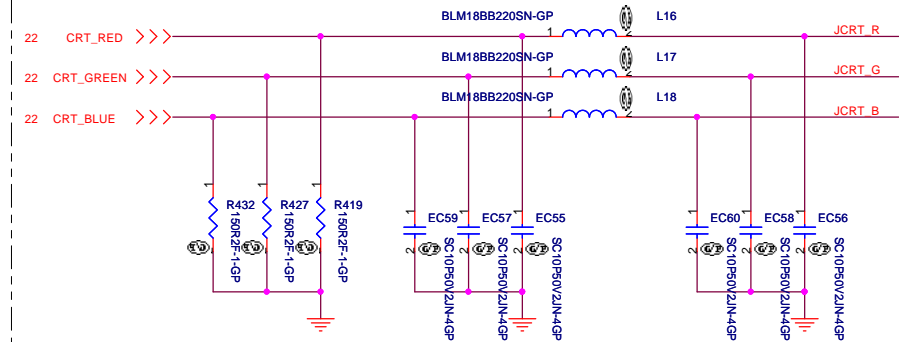 BLM18BB220SN-GP L16
22 CRT_RED 1 2 JCRT_R
BLM18BB220SN-GP L17
22 CRT_GREEN 1 2 JCRT_G
BLM18BB220SN-GP L18
22 CRT_BLUE 1 2 JCRT_B
1 1 1 1 1 1 1 1 1
R432 R427 R419 EC59 EC57 EC55 EC60 EC58 EC56
150R2F-1-GP 150R2F-1-GP 150R2F-1-GP SC10P50V2JN-4GP SC10P50V2JN-4GP SC10P50V2JN-4GP SC10P50V2JN-4GP SC10P50V2JN-4GP SC10P50V2JN-4GP
2 2 2 2 2 2 2 2 2